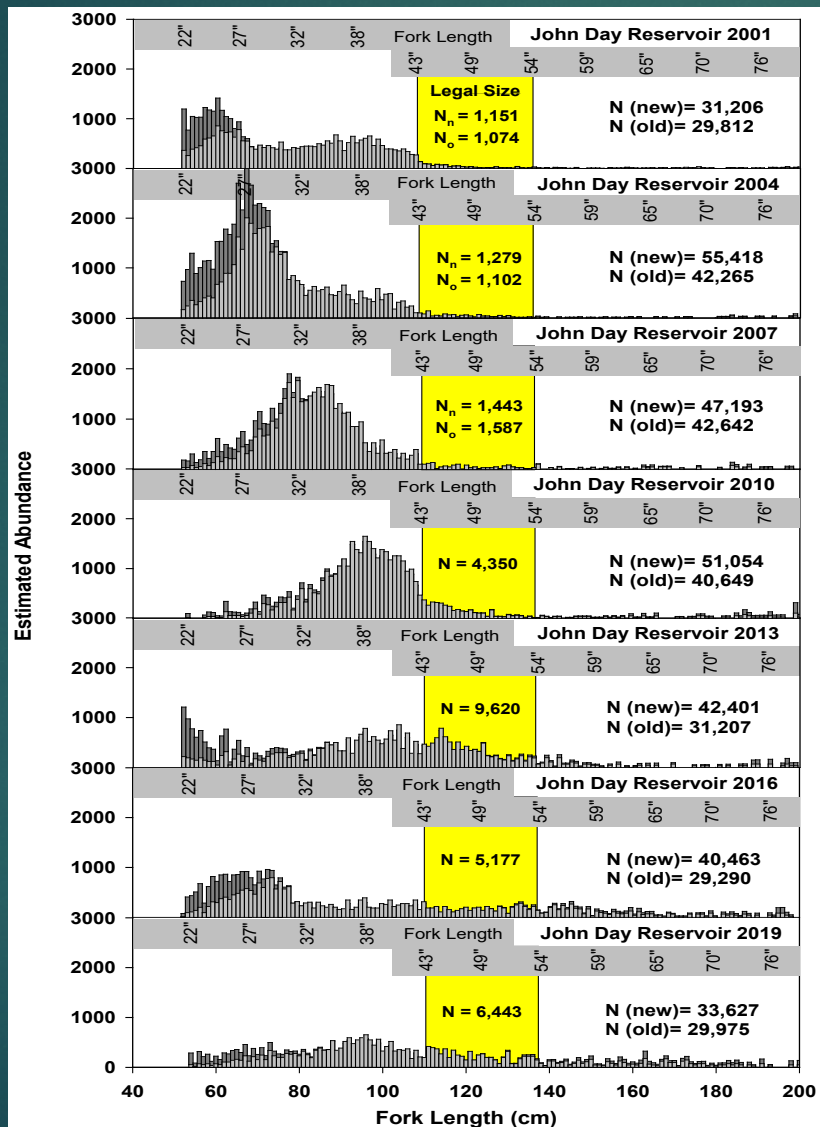 Estimated Abundance
3000 22" 27" 32" 38" Fork Length John Day Reservoir 2001
43" 49" 54" 59" 65" 70" 76"
2000
1000
Legal Size
Nn = 1,151
No = 1,074
N (new)= 31,206
N (old)= 29,812
3000 22" 27" 32" 38" Fork Length John Day Reservoir 2004
43" 49" 54" 59" 65" 70" 76"
2000
1000
Nn = 1,279
No = 1,102
N (new)= 55,418
N (old)= 42,265
3000 22" 27" 32" 38" Fork Length John Day Reservoir 2007
43" 49" 54" 59" 65" 70" 76"
2000
1000
Nn = 1,443
No = 1,587
N (new)= 47,193
N (old)= 42,642
3000 22" 27" 32" 38" Fork Length John Day Reservoir 2010
43" 49" 54" 59" 65" 70" 76"
2000
1000
N = 4,350
N (new)= 51,054
N (old)= 40,649
3000 22" 27" 32" 38" Fork Length John Day Reservoir 2013
43" 49" 54" 59" 65" 70" 76"
2000
1000
N = 9,620
N (new)= 42,401
N (old)= 31,207
3000 22" 27" 32" 38" Fork Length John Day Reservoir 2016
43" 49" 54" 59" 65" 70" 76"
2000
1000
N = 5,177
N (new)= 40,463
N (old)= 29,290
3000 22" 27" 32" 38" Fork Length John Day Reservoir 2019
43" 49" 54" 59" 65" 70" 76"
2000
1000
0
N = 6,443
N (new)= 33,627
N (old)= 29,975
40 60 80 100 120 140 160 180 200
Fork Length (cm)